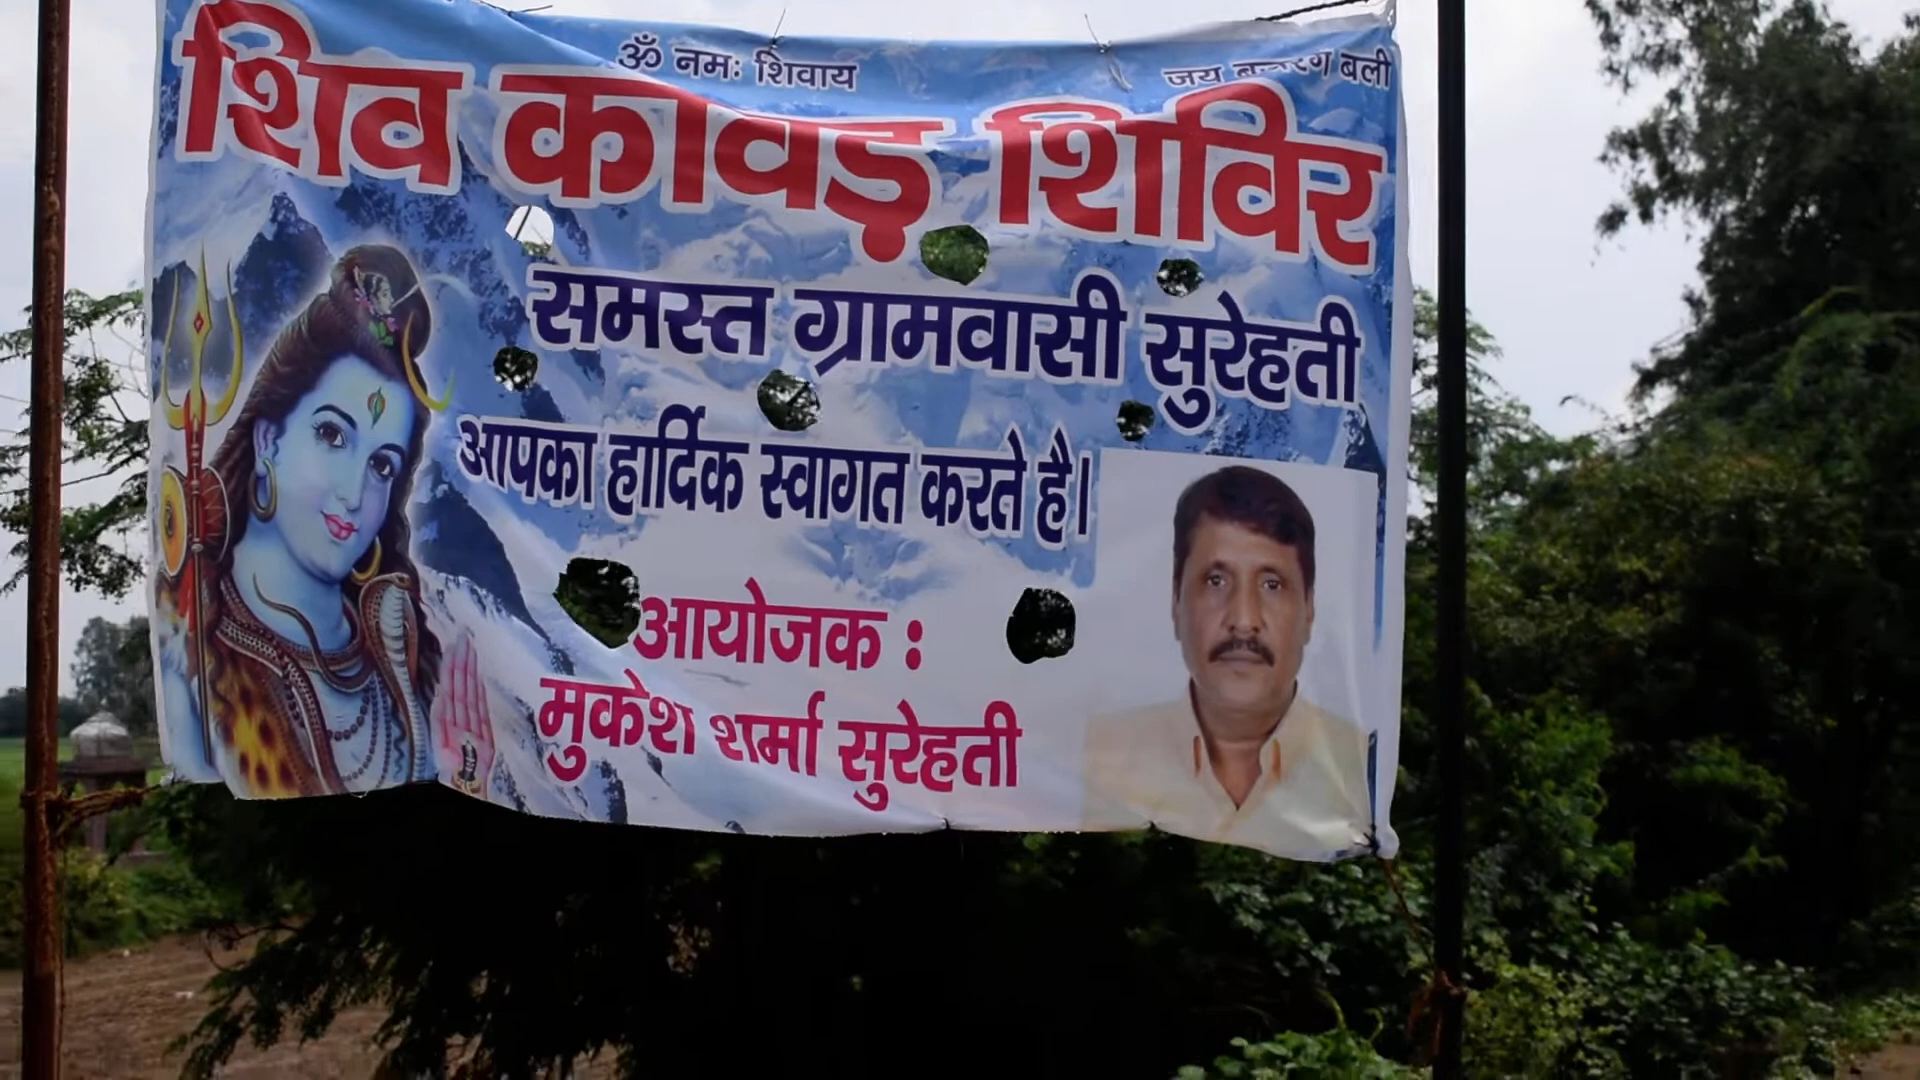 ॐ नमः शिवाय
जय बजरंग बली
शिव कावड़ शिविर
समस्त ग्रामवासी सुरेहती
आपका हार्दिक स्वागत करते है।
आयोजक :
मुकेश शर्मा सुरेहती